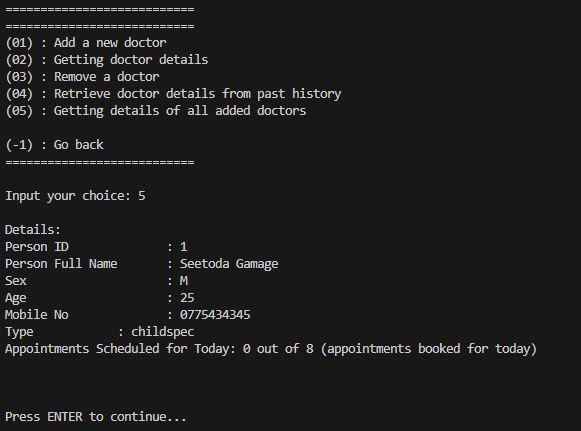 ===========================
===========================
(01) : Add a new doctor
(02) : Getting doctor details
(03) : Remove a doctor
(04) : Retrieve doctor details from past history
(05) : Getting details of all added doctors
(-1) : Go back
===========================
Input your choice: 5
Details:
Person ID : 1
Person Full Name : Seetoda Gamage
Sex : M
Age : 25
Mobile No : 0775434345
Type : childspec
Appointments Scheduled for Today: 0 out of 8 (appointments booked for today)
Press ENTER to continue...